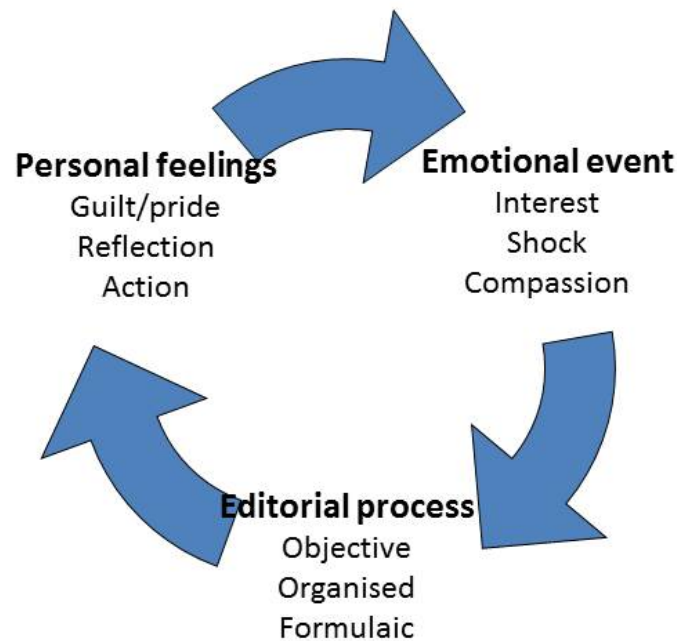 Personal feelings
Guilt/pride
Reflection
Action
Emotional event
Interest
Shock
Compassion
Editorial process
Objective
Organised
Formulaic